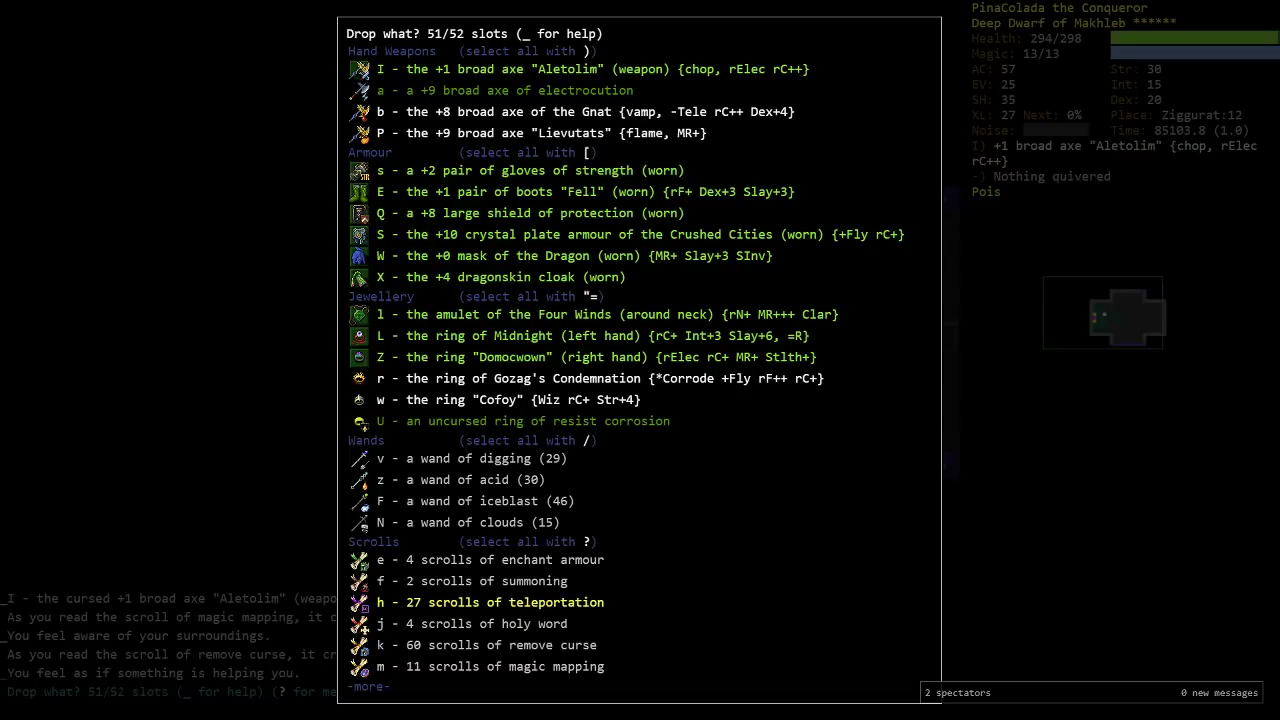 Drop what? 51/52 slots (_ for help)
Hand Weapons (select all with ))
I - the +1 broad axe "Aletolim" (weapon) {chop, rElec rC++}
a - a +9 broad axe of electrocution
b - the +8 broad axe of the Gnat {vamp, -Tele rC++ Dex+4}
P - the +9 broad axe "Lievutats" {flame, MR+}
Armour (select all with [)
s - a +2 pair of gloves of strength (worn)
E - the +1 pair of boots "Fell" (worn) {rF+ Dex+3 Slay+3}
Q - a +8 large shield of protection (worn)
S - the +10 crystal plate armour of the Crushed Cities (worn) {+Fly rC+}
W - the +0 mask of the Dragon (worn) {MR+ Slay+3 SInv}
X - the +4 dragonskin cloak (worn)
Jewellery (select all with "=)
l - the amulet of the Four Winds (around neck) {rN+ MR+++ Clar}
L - the ring of Midnight (left hand) {rC+ Int+3 Slay+6, =R}
Z - the ring "Domocwown" (right hand) {rElec rC+ MR+ Stlth+}
r - the ring of Gozag's Condemnation {*Corrode +Fly rF++ rC+}
w - the ring "Cofoy" {Wiz rC+ Str+4}
U - an uncursed ring of resist corrosion
Wands (select all with /)
v - a wand of digging (29)
z - a wand of acid (30)
F - a wand of iceblast (46)
N - a wand of clouds (15)
Scrolls (select all with ?)
e - 4 scrolls of enchant armour
f - 2 scrolls of summoning
h - 27 scrolls of teleportation
j - 4 scrolls of holy word
k - 60 scrolls of remove curse
m - 11 scrolls of magic mapping
-more-
PinaColada the Conqueror
Deep Dwarf of Makhleb ******
Health: 294/298
Magic: 13/13
AC: 57 Str: 30
EV: 25 Int: 15
SH: 35 Dex: 20
XL: 27 Next: 0% Place: Ziggurat:12
Noise: Time: 85103.8 (1.0)
I) +1 broad axe "Aletolim" {chop, rElec
rC++}
-) Nothing quivered
Pois
_I - the cursed +1 broad axe "Aletolim" (weapo
As you read the scroll of magic mapping, it c
_You feel aware of your surroundings.
As you read the scroll of remove curse, it cr
_You feel as if something is helping you.
Drop what? 51/52 slots (_ for help) (? for me
2 spectators 0 new messages